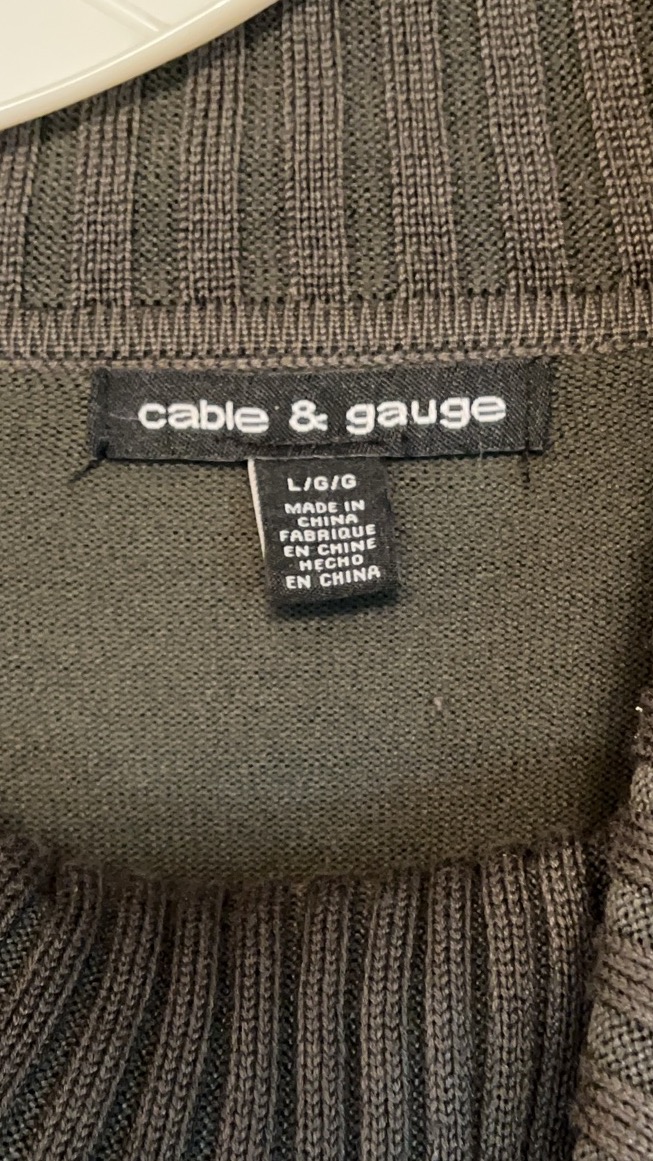 cable & gauge
L/G/G
MADE IN
CHINA
FABRIQUE
EN CHINE
HECHO
EN CHINA